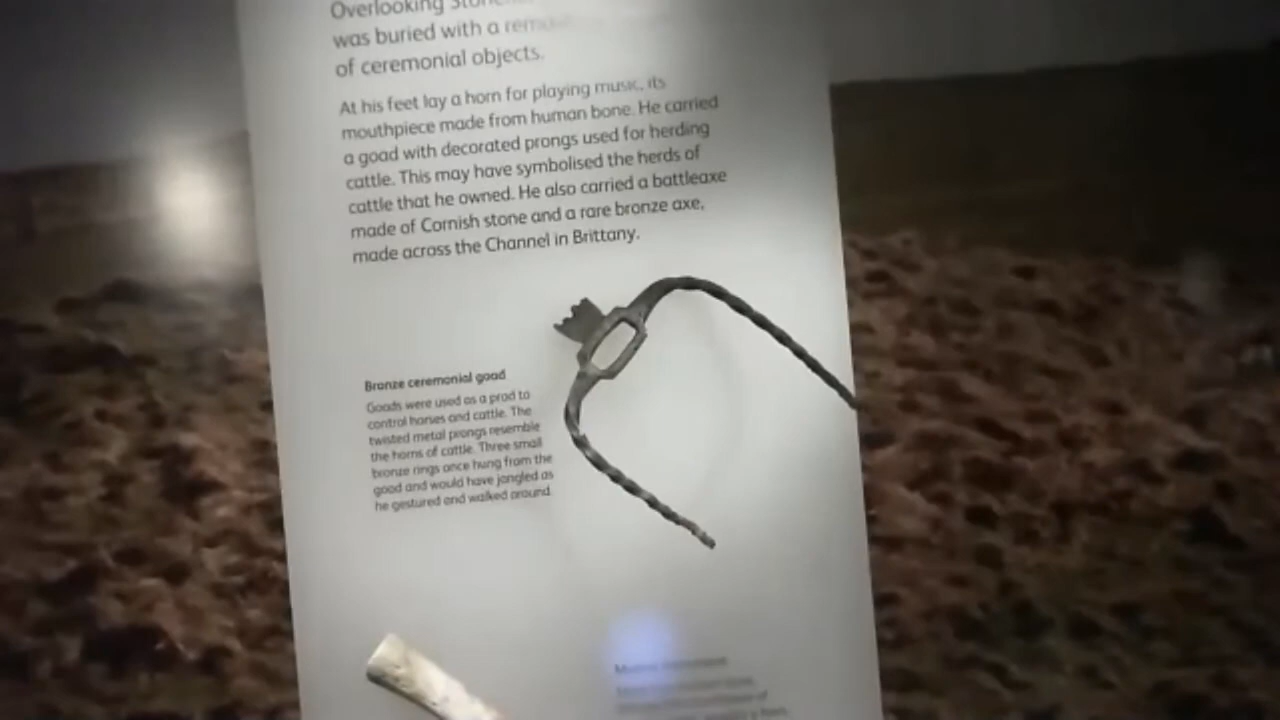 Overlooking
was buried with a
of ceremonial objects.
At his feet lay a horn for playing music, its
mouthpiece made from human bone. He carried
a goad with decorated prongs used for herding
cattle. This may have symbolised the herds of
cattle that he owned. He also carried a battleaxe
made of Cornish stone and a rare bronze axe,
made across the Channel in Brittany.
Bronze ceremonial goad
Goads were used as a prod to
control horses and cattle. The
twisted metal prongs resemble
the horns of cattle. Three small
bronze rings once hung from the
goad and would have jangled as
he gestured and walked around